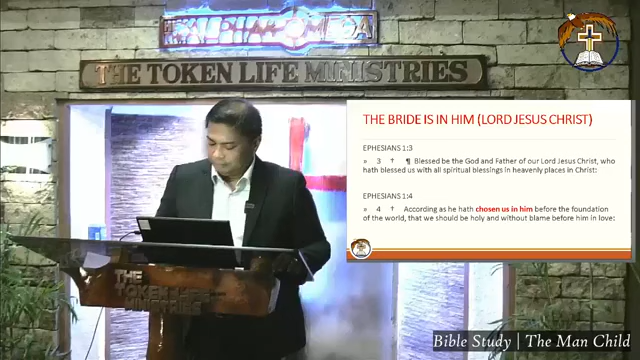 THE TOKEN LIFE MINISTRIES
THE BRIDE IS IN HIM (LORD JESUS CHRIST)
EPHESIANS 1:3
» 3 † ¶ Blessed be the God and Father of our Lord Jesus Christ, who
hath blessed us with all spiritual blessings in heavenly places in Christ:
EPHESIANS 1:4
» 4 † According as he hath chosen us in him before the foundation
of the world, that we should be holy and without blame before him in love:
THE
TOKEN LIFE
MINISTRIES
Bible Study | The Man Child